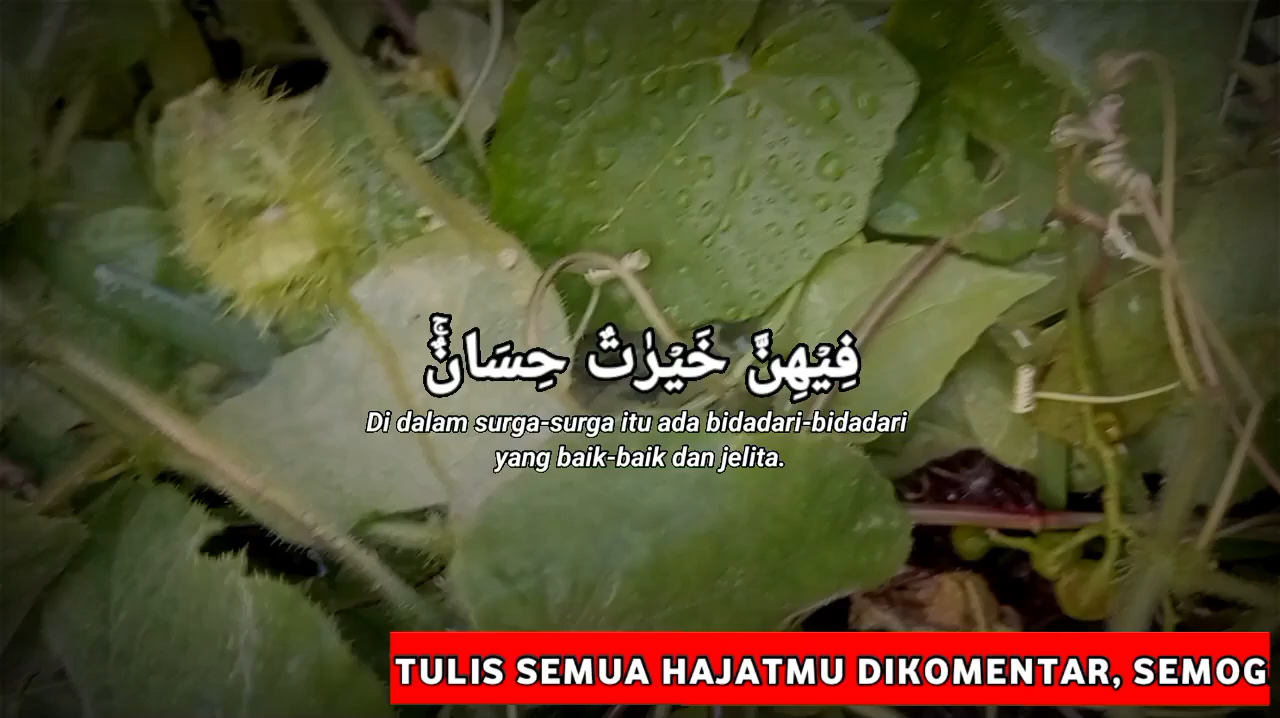 فِيْهِنَّ خَيْرٰتٌ حِسَانٌۚ
Di dalam surga-surga itu ada bidadari-bidadari
yang baik-baik dan jelita.
TULIS SEMUA HAJATMU DIKOMENTAR, SEMOG